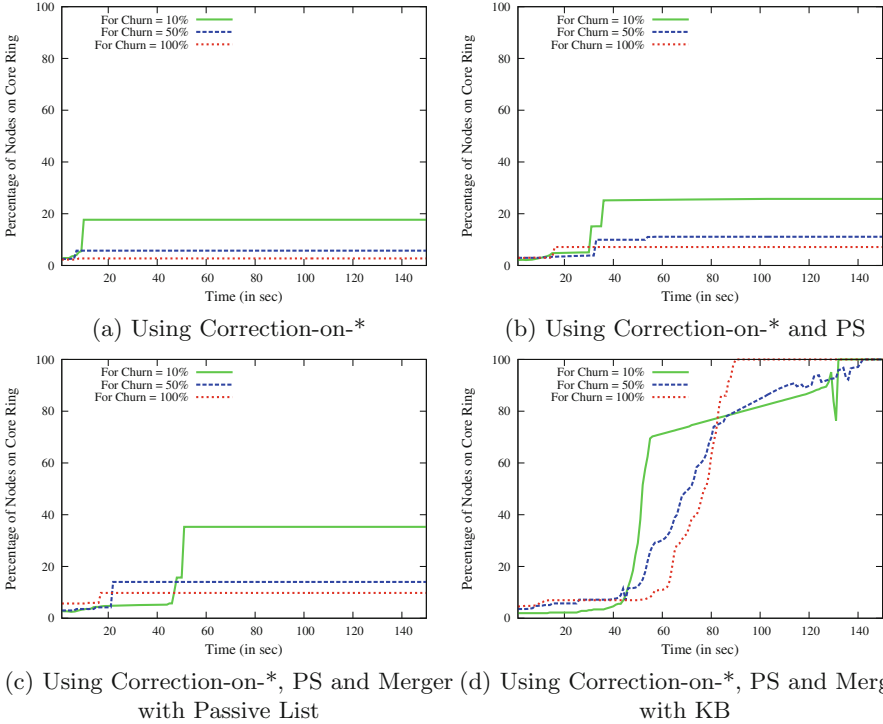 For Churn = 10%
For Churn = 50%
For Churn = 100%
100
80
60
40
20
0
Percentage of Nodes on Core Ring
20 40 60 80 100 120 140
Time (in sec)
(a) Using Correction-on-*
For Churn = 10%
For Churn = 50%
For Churn = 100%
100
80
60
40
20
0
Percentage of Nodes on Core Ring
20 40 60 80 100 120 140
Time (in sec)
(b) Using Correction-on-* and PS
For Churn = 10%
For Churn = 50%
For Churn = 100%
100
80
60
40
20
0
Percentage of Nodes on Core Ring
20 40 60 80 100 120 140
Time (in sec)
(c) Using Correction-on-*, PS and Merger
with Passive List
For Churn = 10%
For Churn = 50%
For Churn = 100%
100
80
60
40
20
0
Percentage of Nodes on Core Ring
20 40 60 80 100 120 140
Time (in sec)
(d) Using Correction-on-*, PS and Merg
with KB